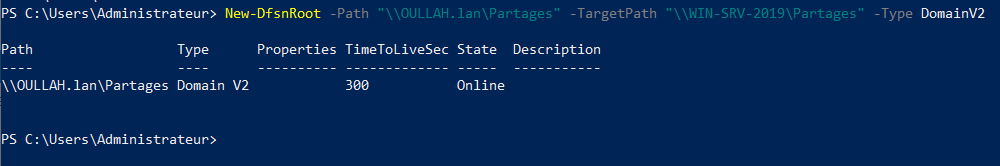 PS C:\Users\Administrateur> New-DfsnRoot -Path "\\OULLAH.lan\Partages" -TargetPath "\\WIN-SRV-2019\Partages" -Type DomainV2
Path Type Properties TimeToLiveSec State Description
---- ---- ---------- ------------- ----- -----------
\\OULLAH.lan\Partages Domain V2 300 Online
PS C:\Users\Administrateur>